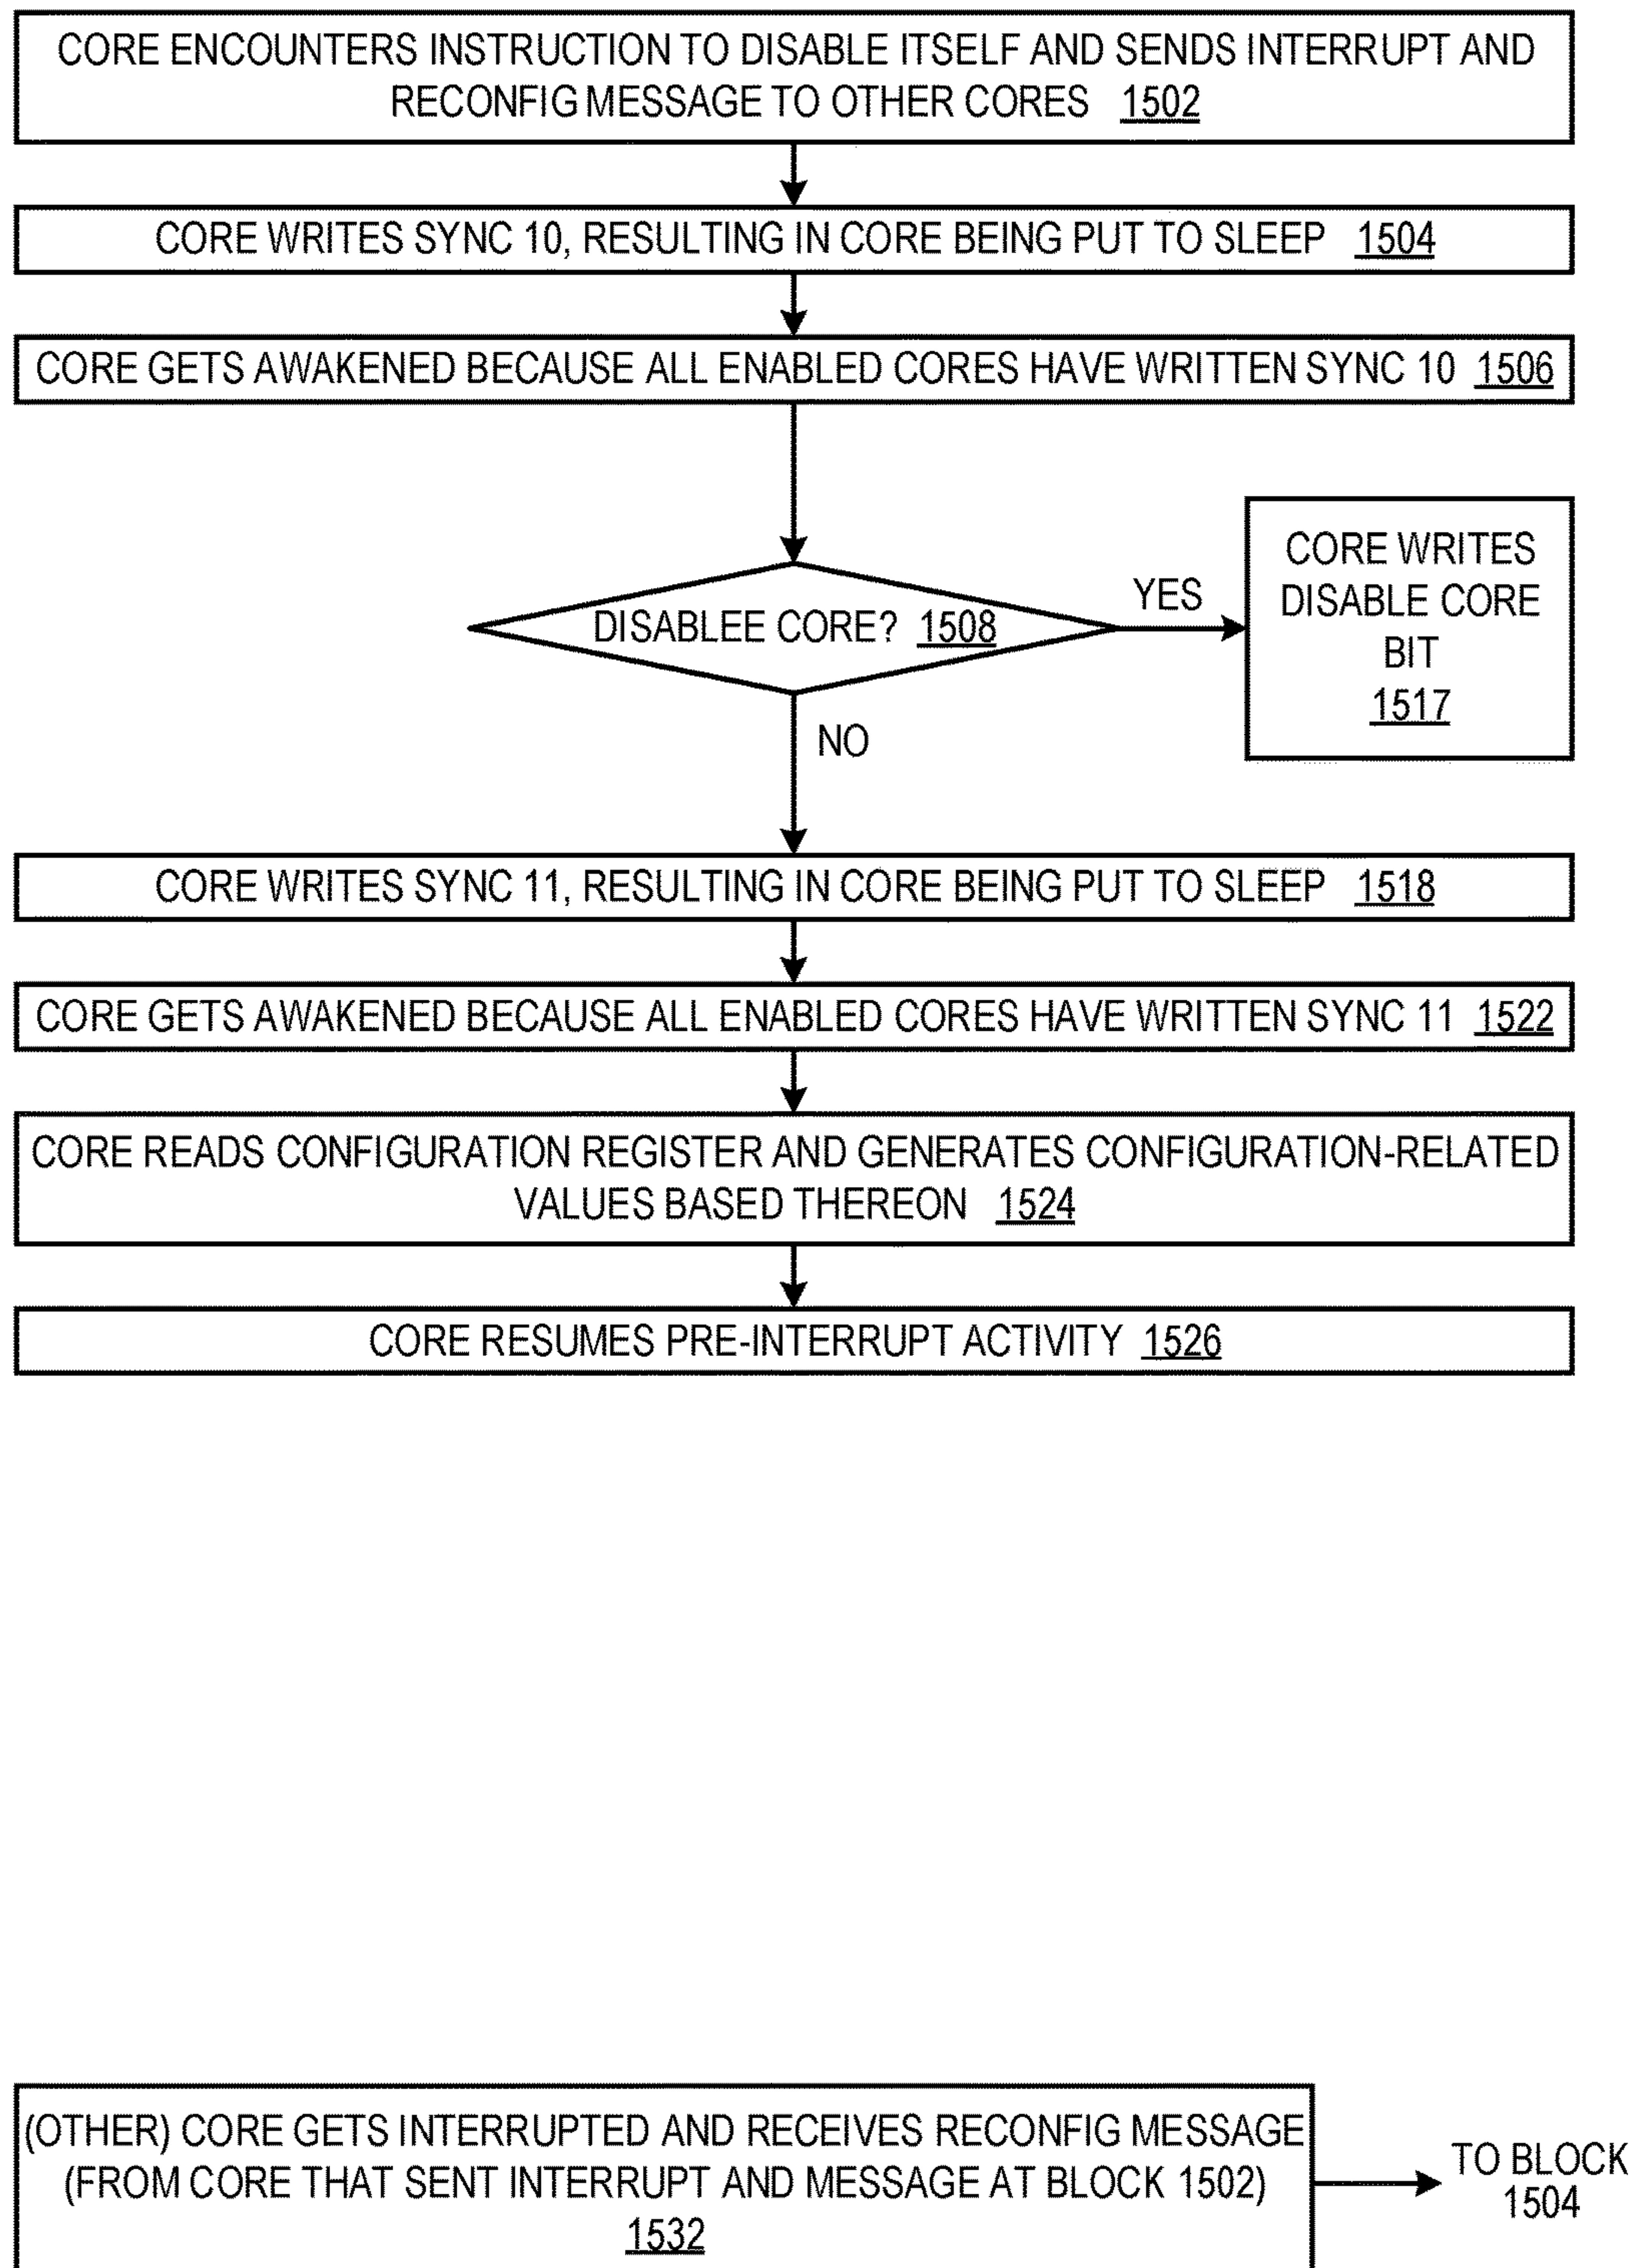 CORE ENCOUNTERS INSTRUCTION TO DISABLE ITSELF AND SENDS INTERRUPT AND
RECONFIG MESSAGE TO OTHER CORES 1502
CORE WRITES SYNC 10, RESULTING IN CORE BEING PUT TO SLEEP 1504
CORE GETS AWAKENED BECAUSE ALL ENABLED CORES HAVE WRITTEN SYNC 10 1506
DISABLEE CORE? 1508
YES
CORE WRITES
DISABLE CORE
BIT
1517
NO
CORE WRITES SYNC 11, RESULTING IN CORE BEING PUT TO SLEEP 1518
CORE GETS AWAKENED BECAUSE ALL ENABLED CORES HAVE WRITTEN SYNC 11 1522
CORE READS CONFIGURATION REGISTER AND GENERATES CONFIGURATION-RELATED
VALUES BASED THEREON 1524
CORE RESUMES PRE-INTERRUPT ACTIVITY 1526
(OTHER) CORE GETS INTERRUPTED AND RECEIVES RECONFIG MESSAGE
(FROM CORE THAT SENT INTERRUPT AND MESSAGE AT BLOCK 1502)
1532
TO BLOCK
1504